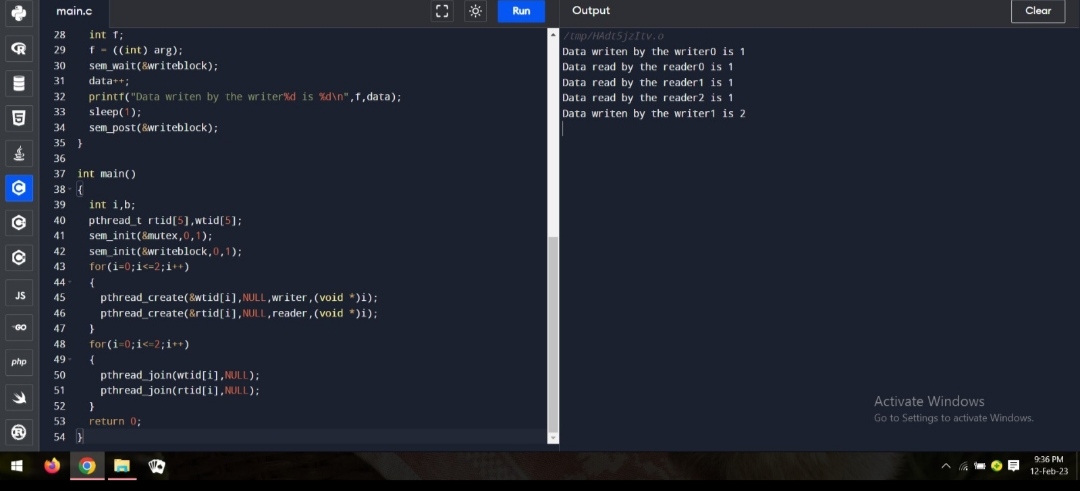 main.c
Run
Output
Clear
28 int f;
29 f = ((int) arg);
30 sem_wait(&writeblock);
31 data++;
32 printf("Data writen by the writer%d is %d\n",f,data);
33 sleep(1);
34 sem_post(&writeblock);
35 }
36
37 int main()
38 {
39 int i,b;
40 pthread_t rtid[5],wtid[5];
41 sem_init(&mutex,0,1);
42 sem_init(&writeblock,0,1);
43 for(i=0;i<=2;i++)
44 {
45 pthread_create(&wtid[i],NULL,writer,(void *)i);
46 pthread_create(&rtid[i],NULL,reader,(void *)i);
47 }
48 for(i=0;i<=2;i++)
49 {
50 pthread_join(wtid[i],NULL);
51 pthread_join(rtid[i],NULL);
52 }
53 return 0;
54 }
/tmp/HAdt5jzItv.o
Data writen by the writer0 is 1
Data read by the reader0 is 1
Data read by the reader1 is 1
Data read by the reader2 is 1
Data writen by the writer1 is 2
JS
GO
php
Activate Windows
Go to Settings to activate Windows.
9:36 PM
12-Feb-23